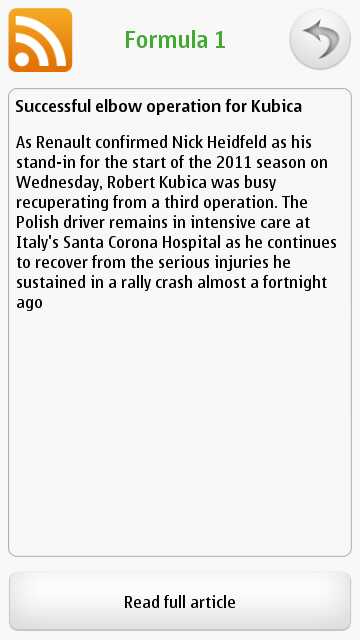 Formula 1
Successful elbow operation for Kubica
As Renault confirmed Nick Heidfeld as his
stand-in for the start of the 2011 season on
Wednesday, Robert Kubica was busy
recuperating from a third operation. The
Polish driver remains in intensive care at
Italy's Santa Corona Hospital as he continues
to recover from the serious injuries he
sustained in a rally crash almost a fortnight
ago
Read full article